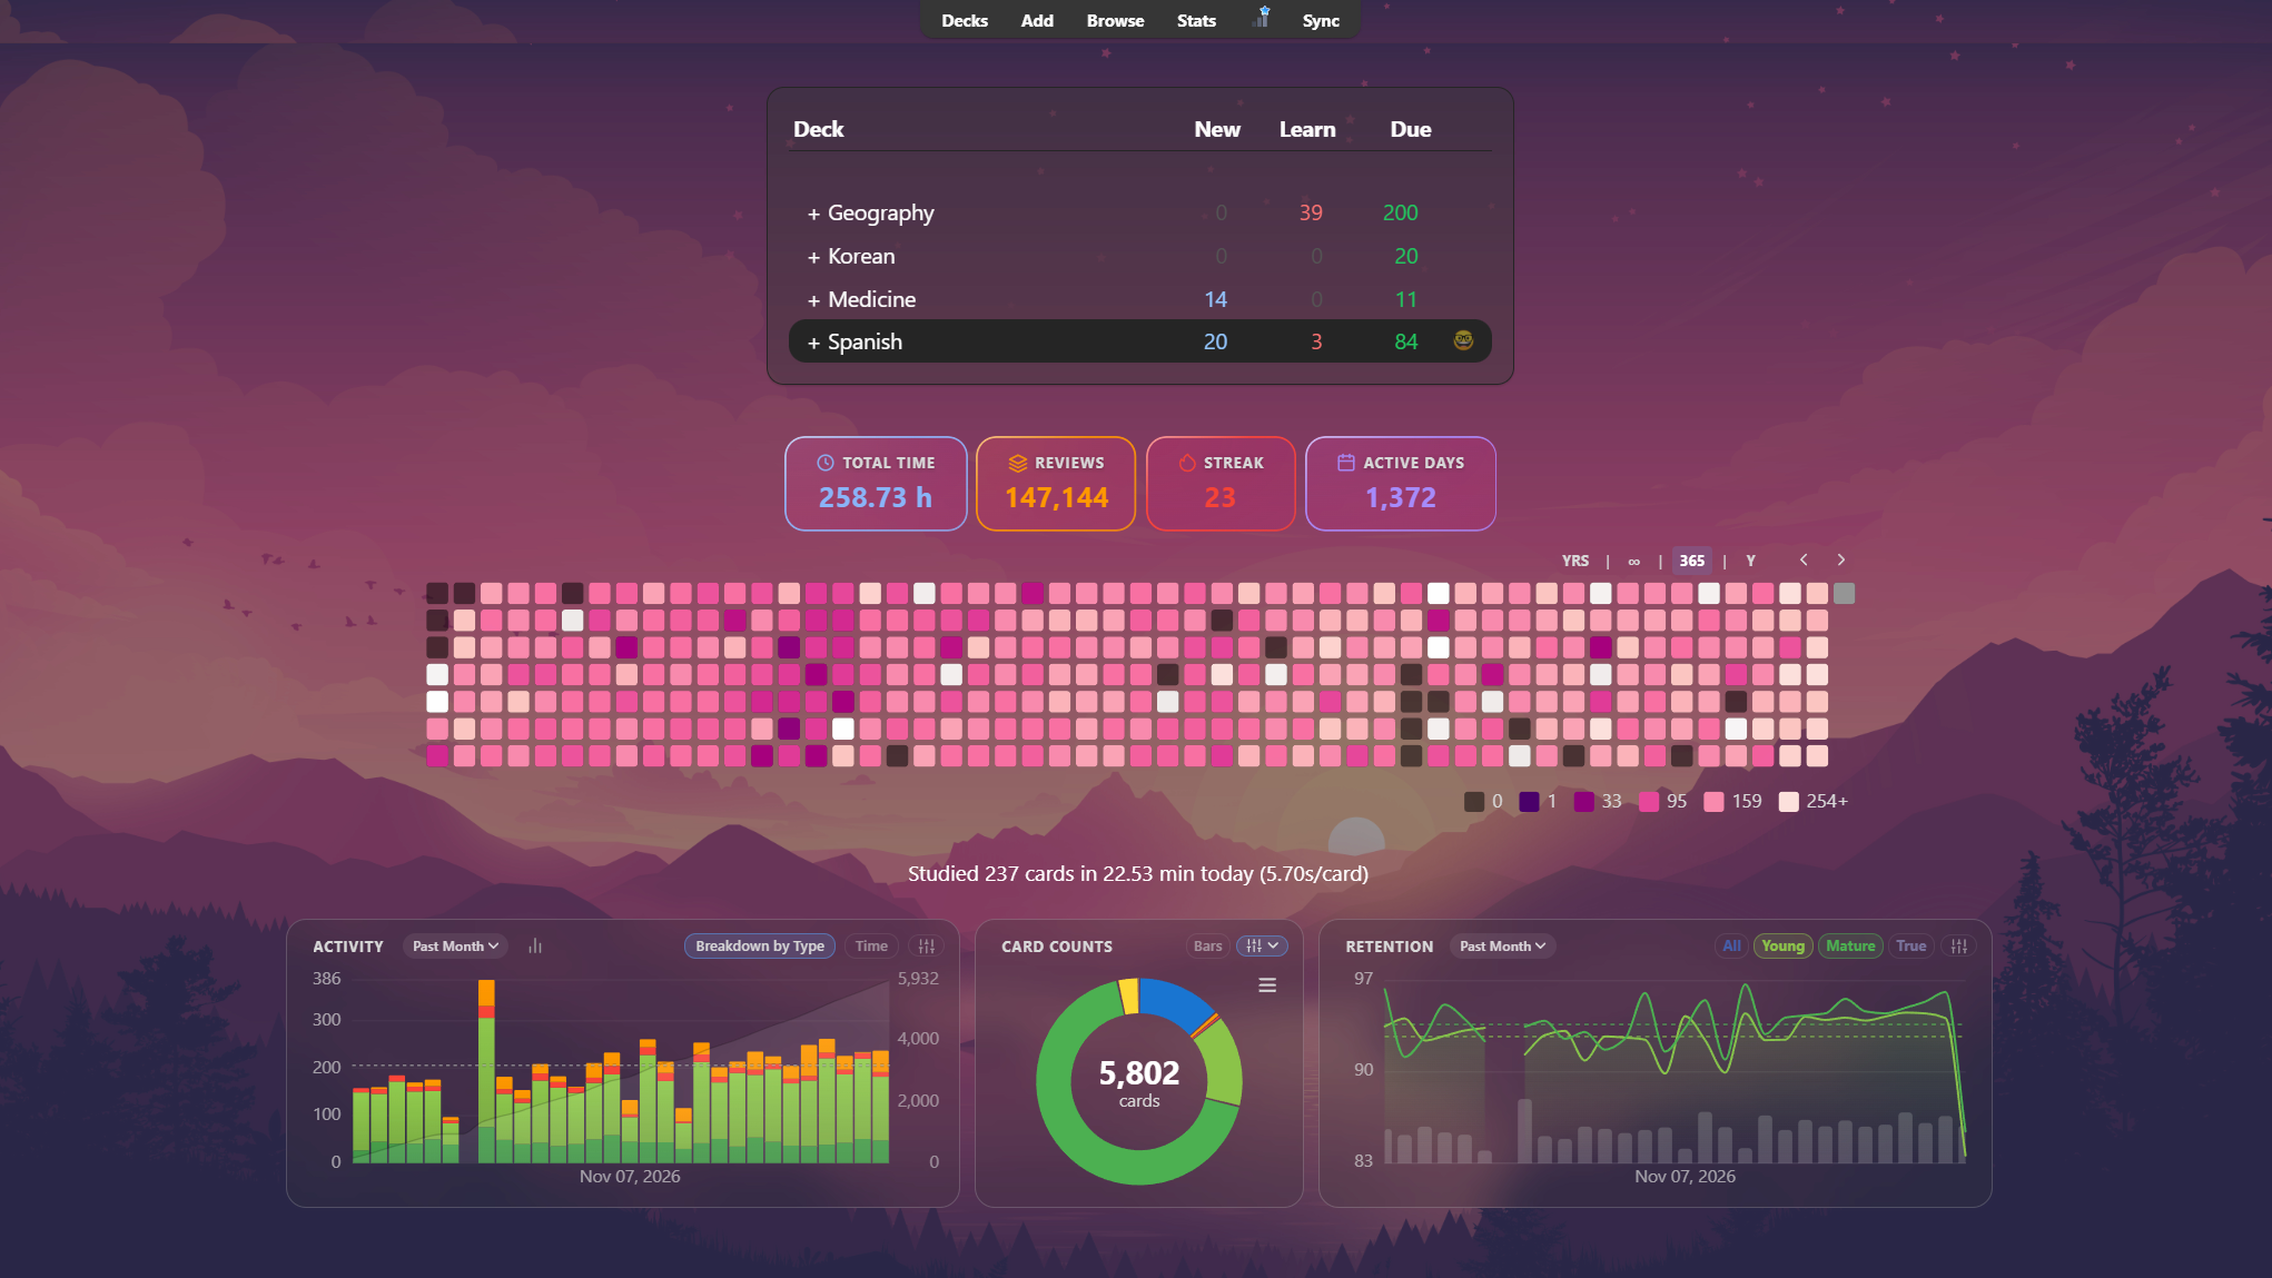 Decks Add Browse Stats Sync
Deck New Learn Due
+ Geography 0 39 200
+ Korean 0 0 20
+ Medicine 14 0 11
+ Spanish 20 3 84
TOTAL TIME
258.73 h
REVIEWS
147,144
STREAK
23
ACTIVE DAYS
1,372
YRS | ∞ | 365 | Y < >
0 1 33 95 159 254+
Studied 237 cards in 22.53 min today (5.70s/card)
ACTIVITY Past Month Breakdown by Type Time
386 5,932
300
4,000
200
2,000
100
0 0
Nov 07, 2026
CARD COUNTS Bars
5,802
cards
RETENTION Past Month All Young Mature True
97
90
83
Nov 07, 2026